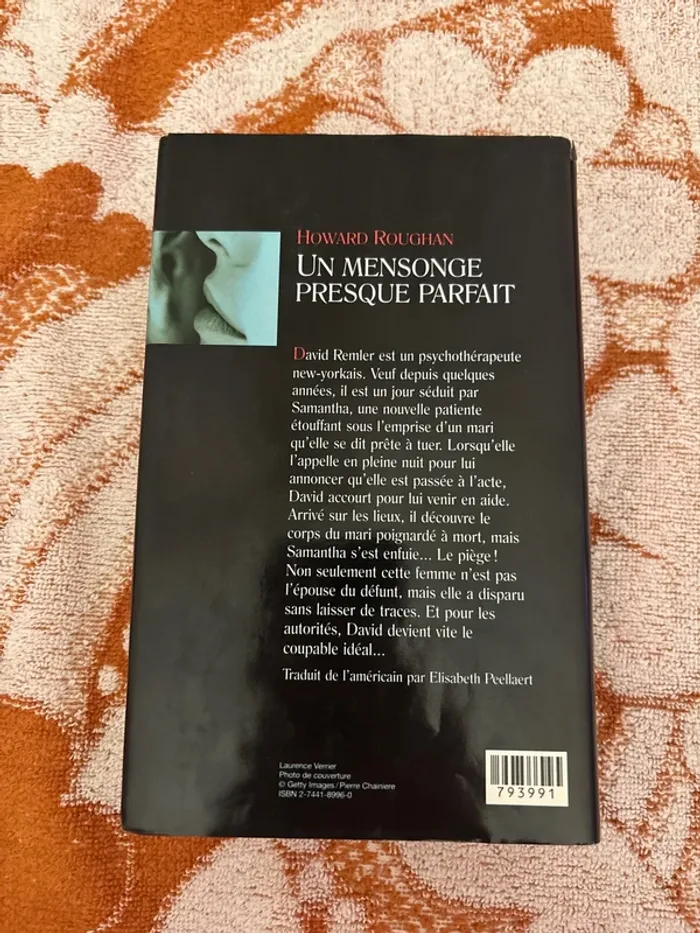 HOWARD ROUGHAN
UN MENSONGE
PRESQUE PARFAIT
David Remler est un psychothérapeute
new-yorkais. Veuf depuis quelques
années, il est un jour séduit par
Samantha, une nouvelle patiente
étouffant sous l'emprise d'un mari
qu'elle se dit prête à tuer. Lorsqu'elle
l'appelle en pleine nuit pour lui
annoncer qu'elle est passée à l'acte,
David accourt pour lui venir en aide.
Arrivé sur les lieux, il découvre le
corps du mari poignardé à mort, mais
Samantha s'est enfuie... Le piège !
Non seulement cette femme n'est pas
l'épouse du défunt, mais elle a disparu
sans laisser de traces. Et pour les
autorités, David devient vite le
coupable idéal...
Traduit de l'américain par Elisabeth Peellaert
Laurence Verrier
Photo de couverture
© Getty Images / Pierre Chainiere
ISBN 2-7441-8996-0
793991